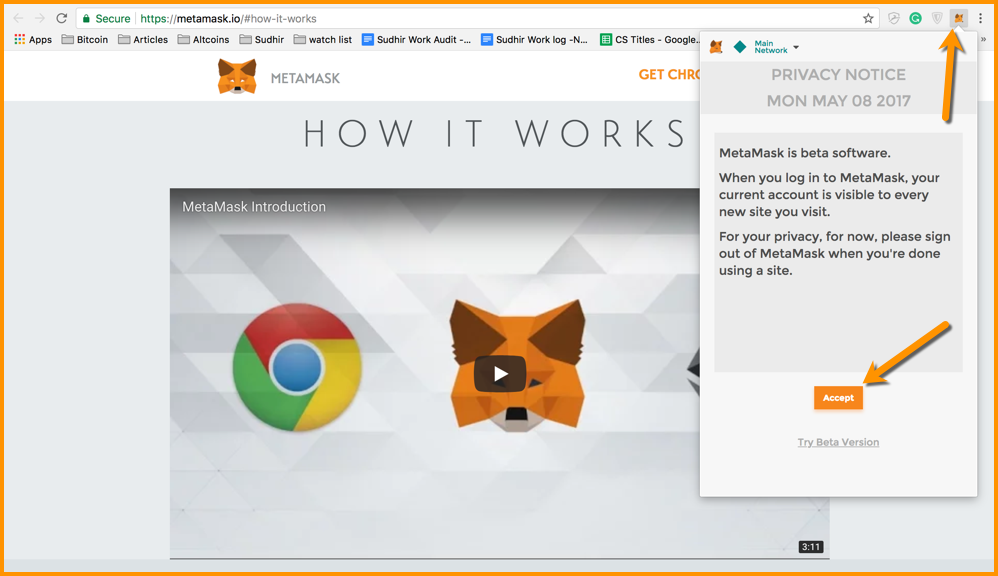 Secure
https://metamask.io/#how-it-works
Apps Bitcoin Articles Altcoins Sudhir watch list Sudhir Work Audit -... Sudhir Work log -N... CS Titles - Google... »
METAMASK
GET CHRO
HOW IT WORKS
MetaMask Introduction
3:11
Main
Network
PRIVACY NOTICE
MON MAY 08 2017
MetaMask is beta software.
When you log in to MetaMask, your
current account is visible to every
new site you visit.
For your privacy, for now, please sign
out of MetaMask when you're done
using a site.
Accept
Try Beta Version